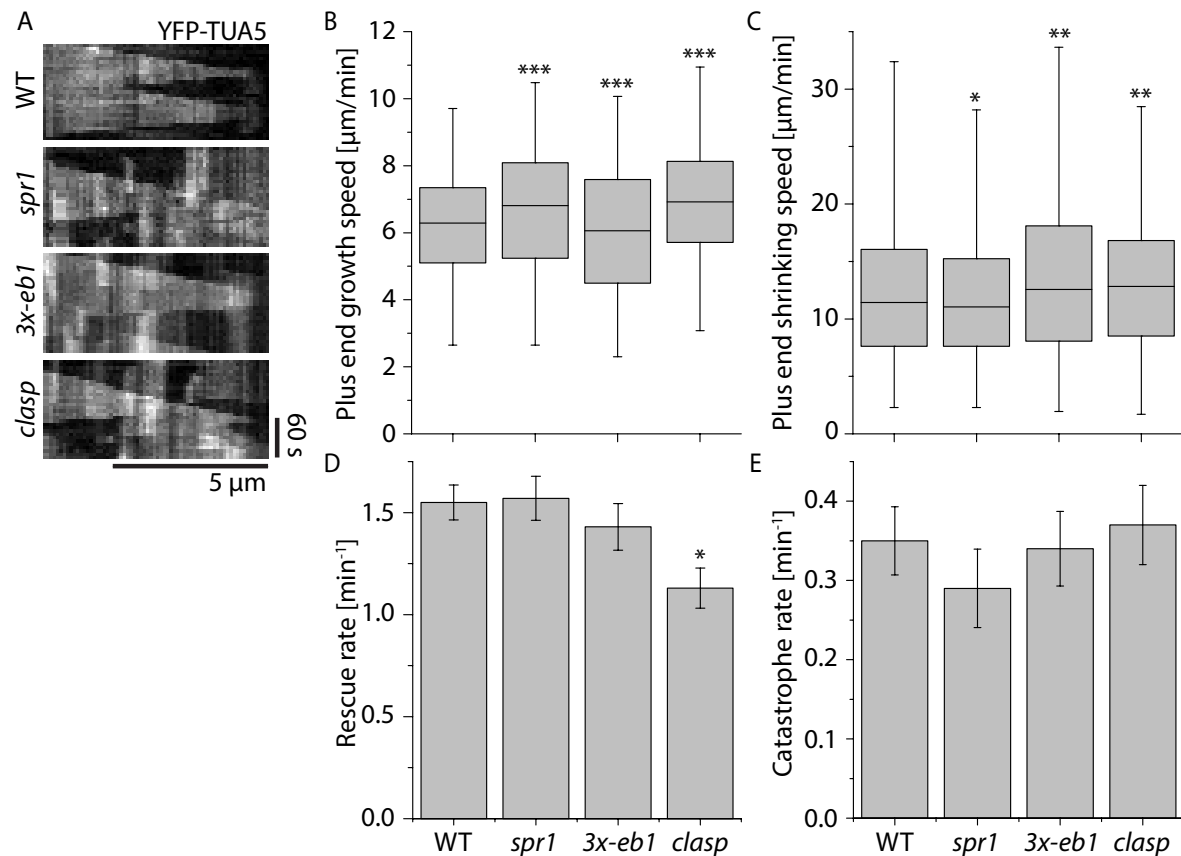 A
YFP-TUA5
WT
spr1
3x-eb1
clasp
60 s
5 µm
B
Plus end growth speed [µm/min]
12
10
8
6
4
2
0
***
***
***
C
Plus end shrinking speed [µm/min]
30
20
10
0
*
**
**
D
Rescue rate [min⁻¹]
1.5
1.0
0.5
0.0
*
WT
spr1
3x-eb1
clasp
E
Catastrophe rate [min⁻¹]
0.4
0.3
0.2
0.1
0.0
WT
spr1
3x-eb1
clasp